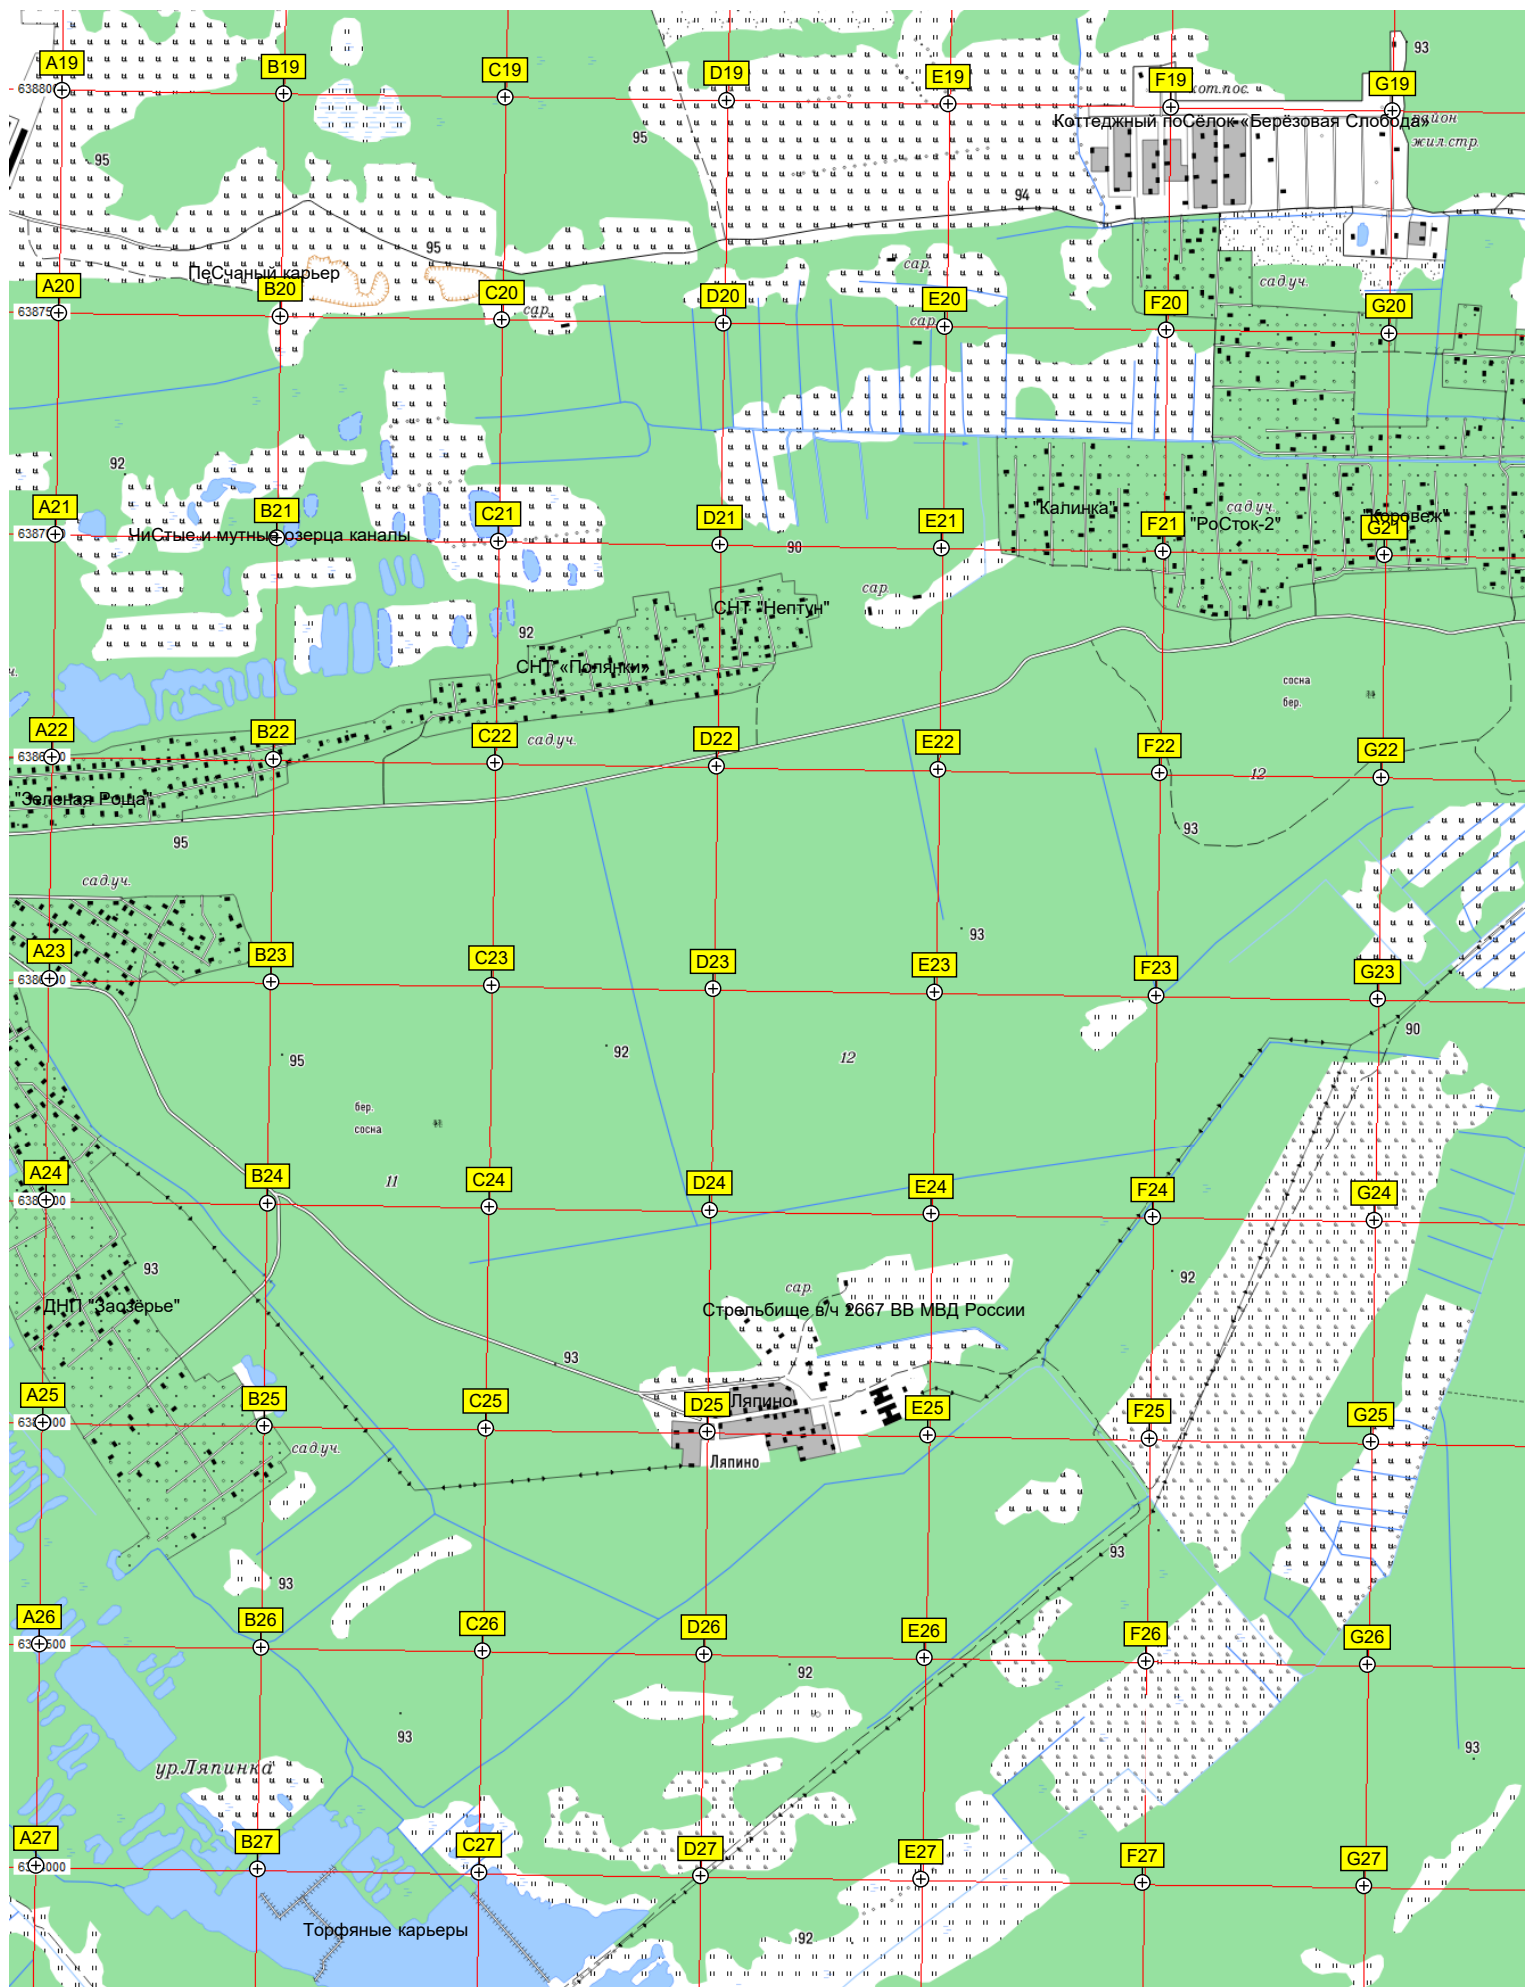 93
A19
B19
C19
D19
E19
F19
G19
638800
кот.пос.
Коттеджный поСёлок «Берёзовая Слобода»
район
жил.стр.
95
95
94
95
сар.
ПеСчаный карьер
A20
B20
C20
D20
E20
F20
G20
сад.уч.
63875
сар.
сар.
92
A21
B21
C21
D21
E21
F21
G21
"Калинка"
сад.уч.
"РоСток-2"
"Коровеж"
6387
ЧиСтые и мутные озерца каналы
90
сар.
СНТ "Нептун"
92
СНТ «Полянки»
сосна
бер.
A22
B22
C22
D22
E22
F22
G22
сад.уч.
12
"Зеленая Роща"
93
95
сад.уч.
93
A23
B23
C23
D23
E23
F23
G23
90
95
92
12
бер.
сосна
A24
B24
C24
D24
E24
F24
G24
11
93
92
сар.
ДНП "Заозёрье"
Стрельбище в/ч 2667 ВВ МВД России
93
A25
B25
C25
D25
E25
F25
G25
Ляпино
сад.уч.
Ляпино
93
93
A26
B26
C26
D26
E26
F26
G26
92
93
93
ур.Ляпинка
A27
B27
C27
D27
E27
F27
G27
Торфяные карьеры
92